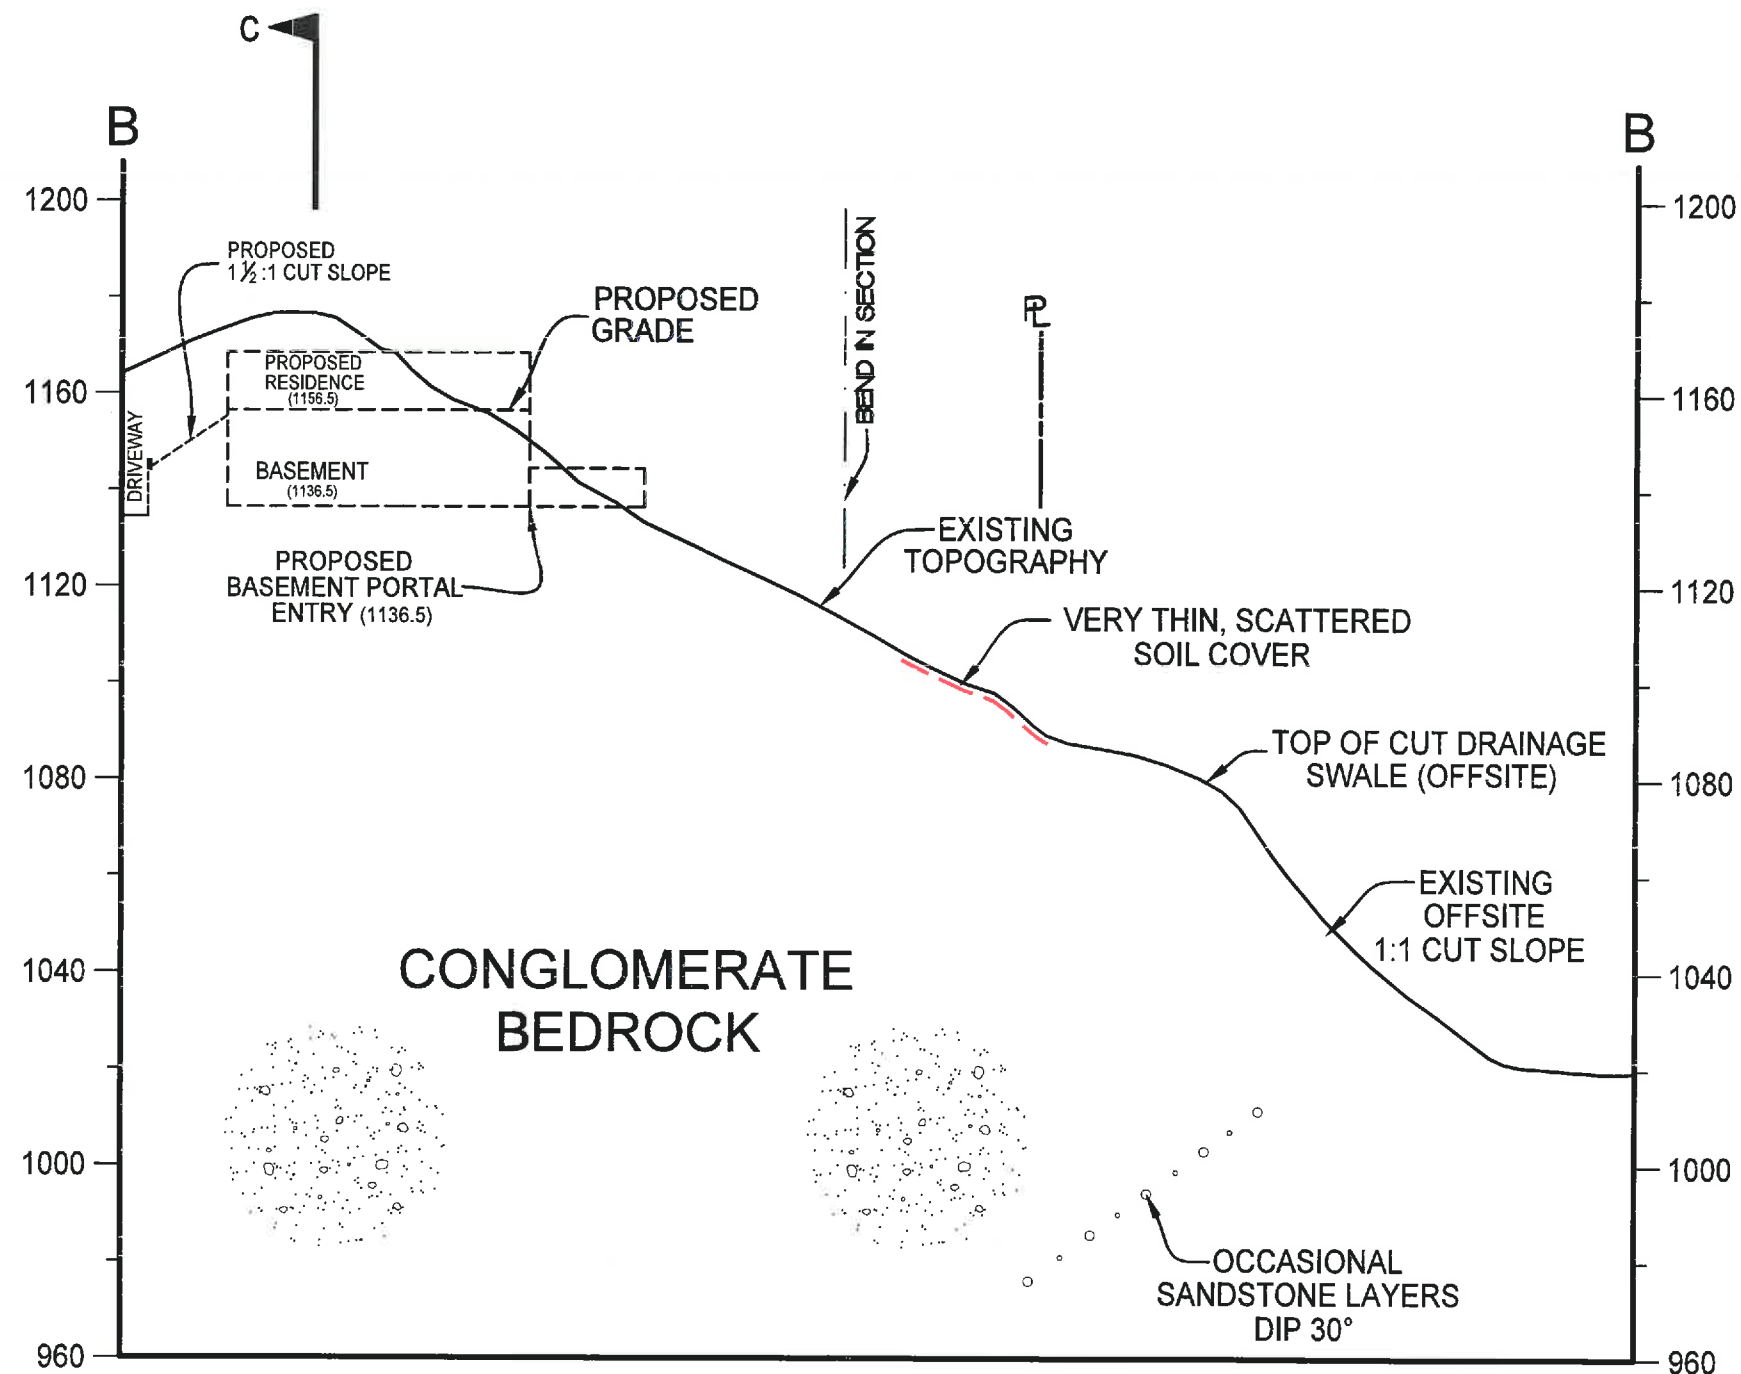 C
B
B
1200
1200
PROPOSED
1 1/2:1 CUT SLOPE
BEND IN SECTION
PROPOSED
GRADE
PL
PROPOSED
RESIDENCE
(1156.5)
1160
1160
DRIVEWAY
BASEMENT
(1136.5)
EXISTING
TOPOGRAPHY
PROPOSED
BASEMENT PORTAL
ENTRY (1136.5)
1120
1120
VERY THIN, SCATTERED
SOIL COVER
TOP OF CUT DRAINAGE
SWALE (OFFSITE)
1080
1080
EXISTING
OFFSITE
1:1 CUT SLOPE
1040
1040
CONGLOMERATE
BEDROCK
1000
1000
OCCASIONAL
SANDSTONE LAYERS
DIP 30°
960
960